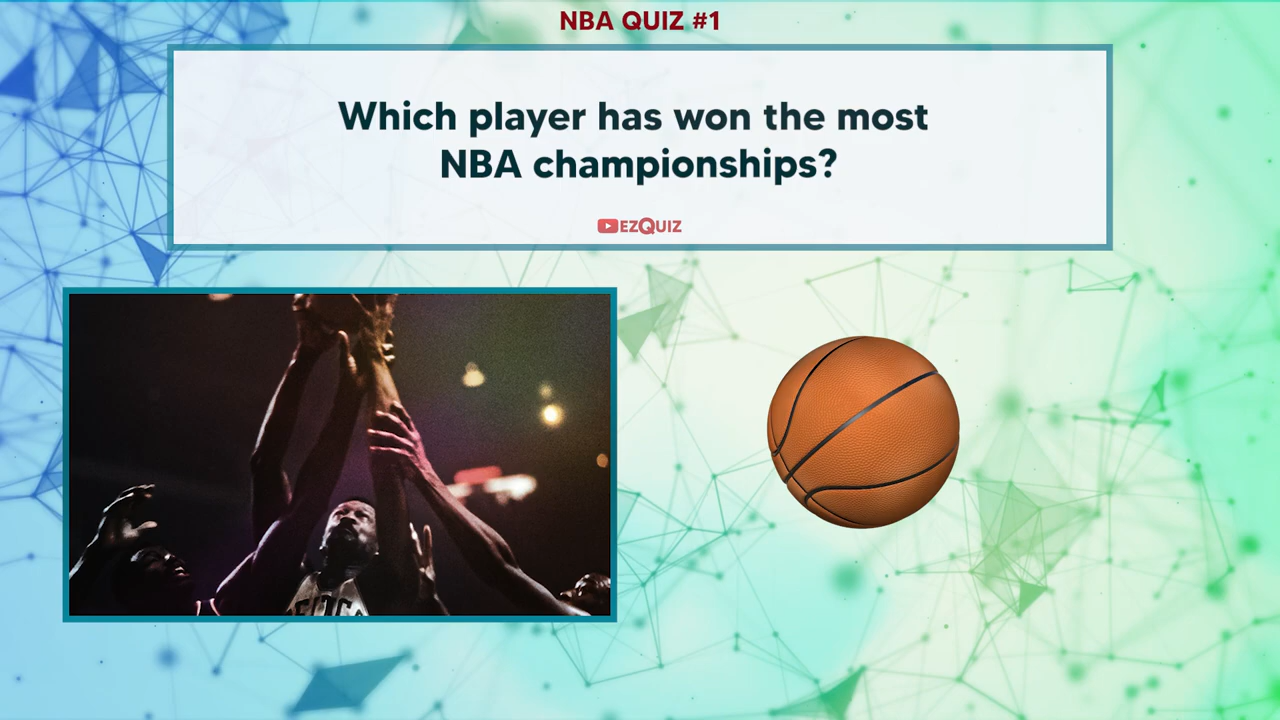 NBA QUIZ #1
Which player has won the most
NBA championships?
EZQUIZ